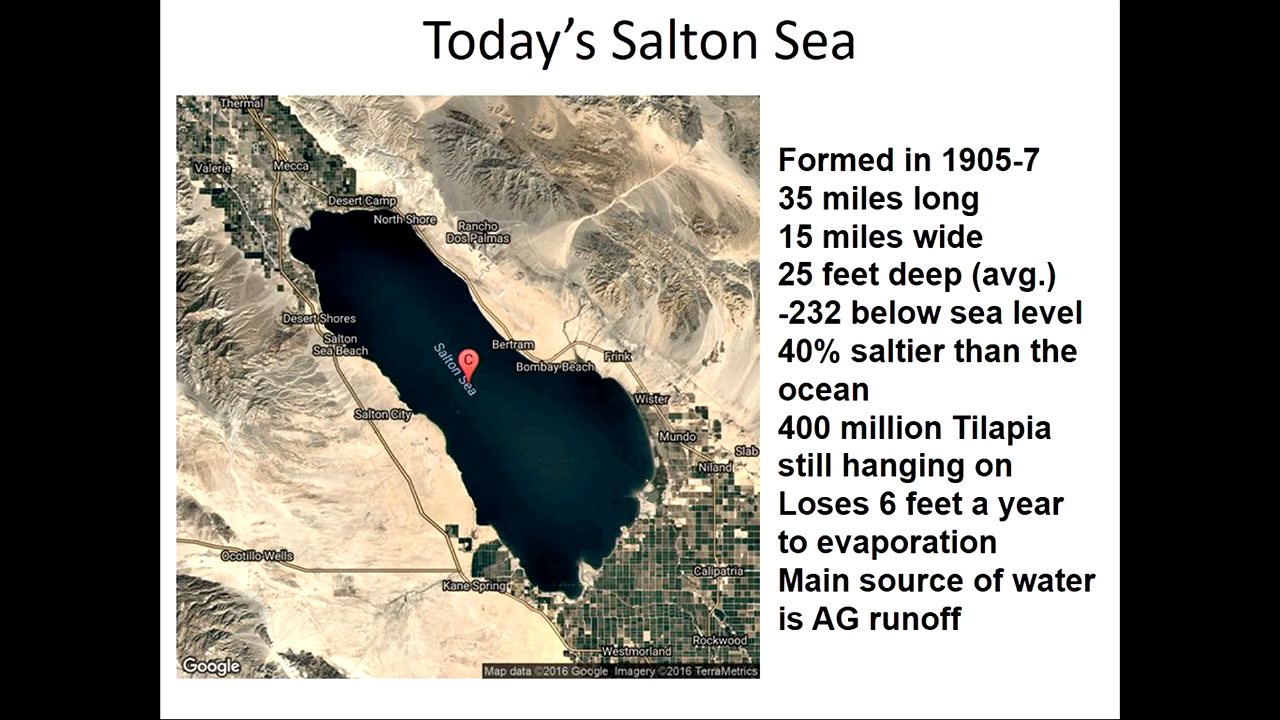 Today's Salton Sea
Thermal
Valerie
Mecca
Desert Camp
North Shore
Rancho
Dos Palmas
Desert Shores
Salton
Sea Beach
Salton Sea
C
Bertram
Bombay Beach
Frink
Wister
Salton City
Mundo
Slab
Niland
Ocotillo Wells
Kane Spring
Calipatria
Rockwood
Westmorland
Google
Map data ©2016 Google Imagery ©2016 TerraMetrics
Formed in 1905-7
35 miles long
15 miles wide
25 feet deep (avg.)
-232 below sea level
40% saltier than the
ocean
400 million Tilapia
still hanging on
Loses 6 feet a year
to evaporation
Main source of water
is AG runoff